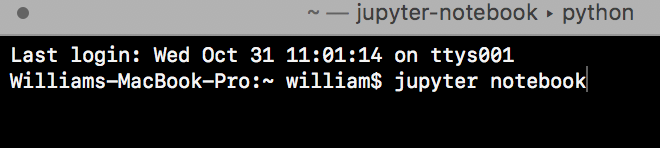 ~ — jupyter-notebook ▸ python
Last login: Wed Oct 31 11:01:14 on ttys001
Williams-MacBook-Pro:~ william$ jupyter notebook